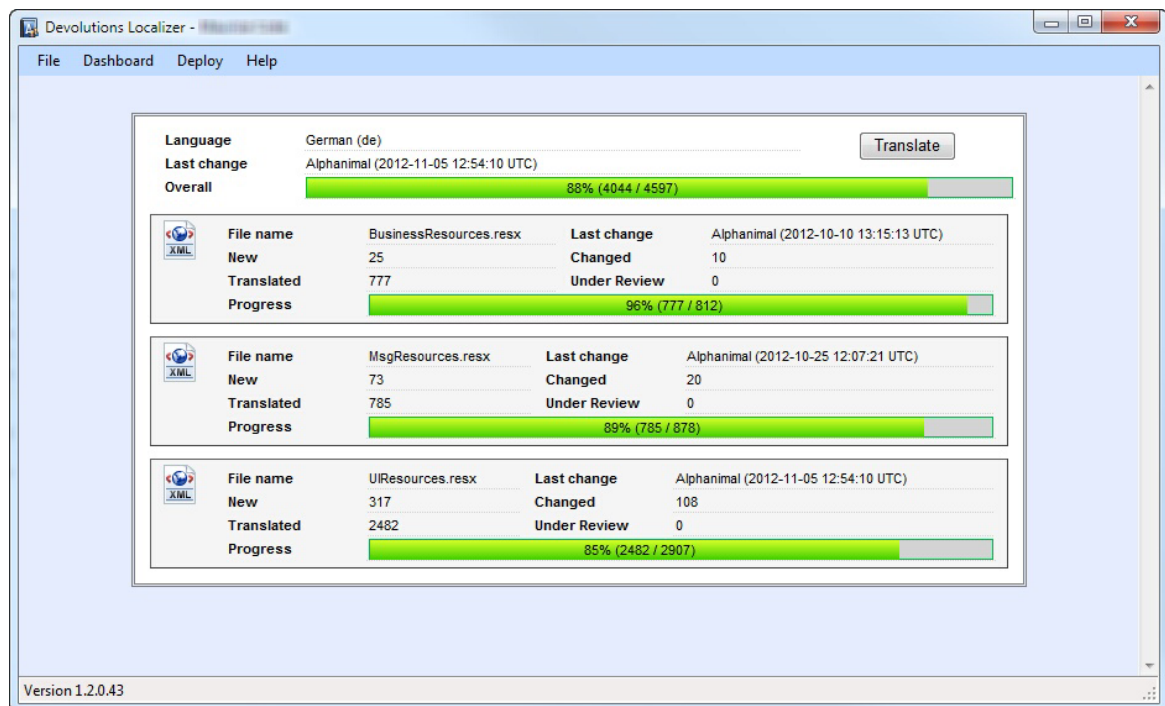 Devolutions Localizer -
File Dashboard Deploy Help
Language German (de) Translate
Last change Alphanimal (2012-11-05 12:54:10 UTC)
Overall 88% (4044 / 4597)
XML File name BusinessResources.resx Last change Alphanimal (2012-10-10 13:15:13 UTC)
New 25 Changed 10
Translated 777 Under Review 0
Progress 96% (777 / 812)
XML File name MsgResources.resx Last change Alphanimal (2012-10-25 12:07:21 UTC)
New 73 Changed 20
Translated 785 Under Review 0
Progress 89% (785 / 878)
XML File name UIResources.resx Last change Alphanimal (2012-11-05 12:54:10 UTC)
New 317 Changed 108
Translated 2482 Under Review 0
Progress 85% (2482 / 2907)
Version 1.2.0.43